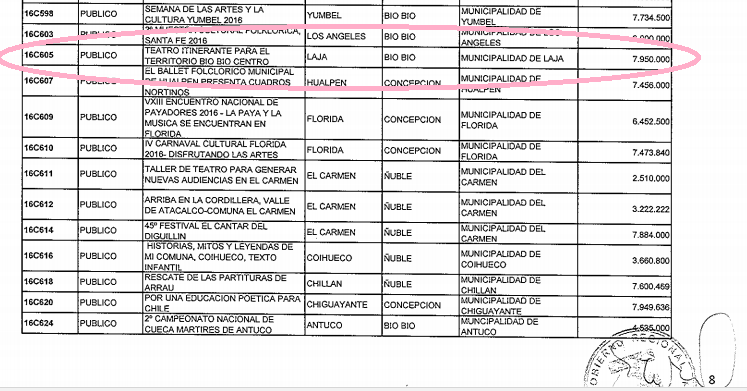 16C598 PUBLICO SEMANA DE LAS ARTES Y LA CULTURA YUMBEL 2016 YUMBEL BIO BIO MUNICIPALIDAD DE YUMBEL 7.734.500
16C603 PUBLICO FOLKLORICA, SANTA FE 2016 LOS ANGELES BIO BIO MUNICIPALIDAD DE LOS ANGELES
16C605 PUBLICO TEATRO ITINERANTE PARA EL TERRITORIO BIO BIO CENTRO LAJA BIO BIO MUNICIPALIDAD DE LAJA 7.950.000
16C607 PUBLICO EL BALLET FOLCLORICO MUNICIPAL DE HUALPEN PRESENTA CUADROS NORTINOS HUALPEN CONCEPCION MUNICIPALIDAD DE HUALPEN 7.456.000
16C609 PUBLICO VXIII ENCUENTRO NACIONAL DE PAYADORES 2016 - LA PAYA Y LA MUSICA SE ENCUENTRAN EN FLORIDA FLORIDA CONCEPCION MUNICIPALIDAD DE FLORIDA 6.452.500
16C610 PUBLICO IV CARNAVAL CULTURAL FLORIDA 2016- DISFRUTANDO LAS ARTES FLORIDA CONCEPCION MUNICIPALIDAD DE FLORIDA 7.473.840
16C611 PUBLICO TALLER DE TEATRO PARA GENERAR NUEVAS AUDIENCIAS EN EL CARMEN EL CARMEN ÑUBLE MUNICIPALIDAD DEL CARMEN 2.510.000
16C612 PUBLICO ARRIBA EN LA CORDILLERA, VALLE DE ATACALCO-COMUNA EL CARMEN EL CARMEN ÑUBLE MUNICIPALIDAD DEL CARMEN 3.222.222
16C614 PUBLICO 45º FESTIVAL EL CANTAR DEL DIGUILLIN EL CARMEN ÑUBLE MUNICIPALIDAD DEL CARMEN 7.884.000
16C616 PUBLICO HISTORIAS, MITOS Y LEYENDAS DE MI COMUNA, COIHUECO, TEXTO INFANTIL COIHUECO ÑUBLE MUNICIPALIDAD DE COIHUECO 3.660.800
16C618 PUBLICO RESCATE DE LAS PARTITURAS DE ARRAU CHILLAN ÑUBLE MUNICIPALIDAD DE CHILLAN 7.600.469
16C620 PUBLICO POR UNA EDUCACION POETICA PARA CHILE CHIGUAYANTE CONCEPCION MUNICIPALIDAD DE CHIGUAYANTE 7.949.636
16C624 PUBLICO 2º CAMPEONATO NACIONAL DE CUECA MARTIRES DE ANTUCO ANTUCO BIO BIO MUNCIPALIDAD DE ANTUCO 4.535.000
GOBIERNO REGIONAL
8